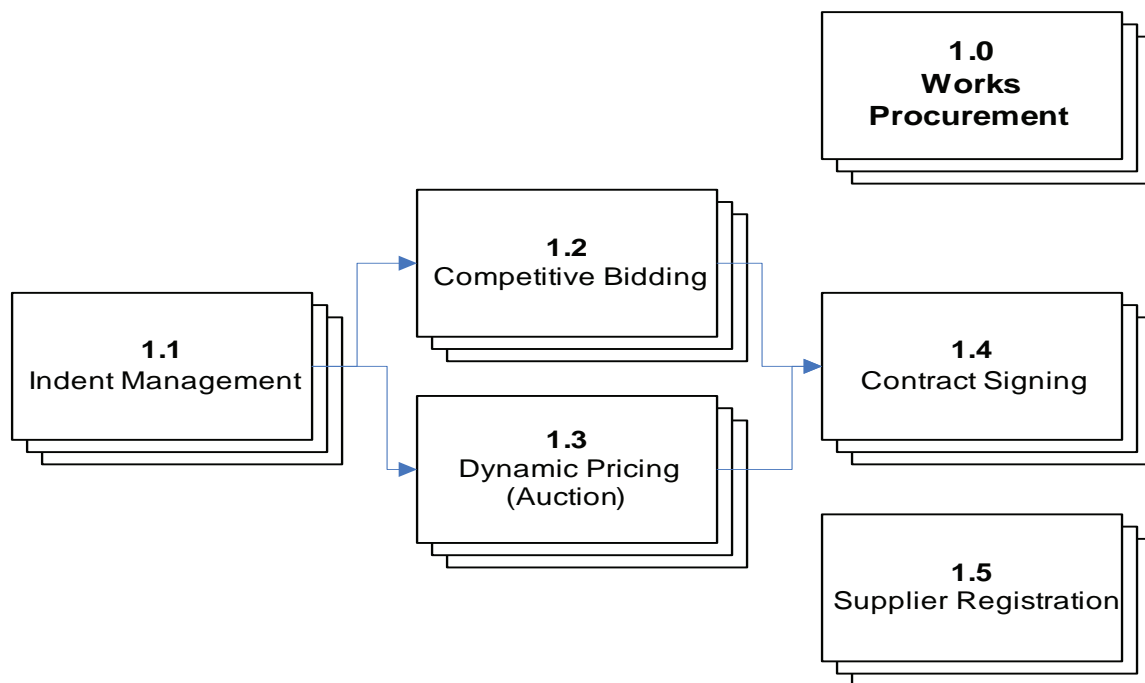 1.0
Works
Procurement
1.2
Competitive Bidding
1.1
Indent Management
1.4
Contract Signing
1.3
Dynamic Pricing
(Auction)
1.5
Supplier Registration